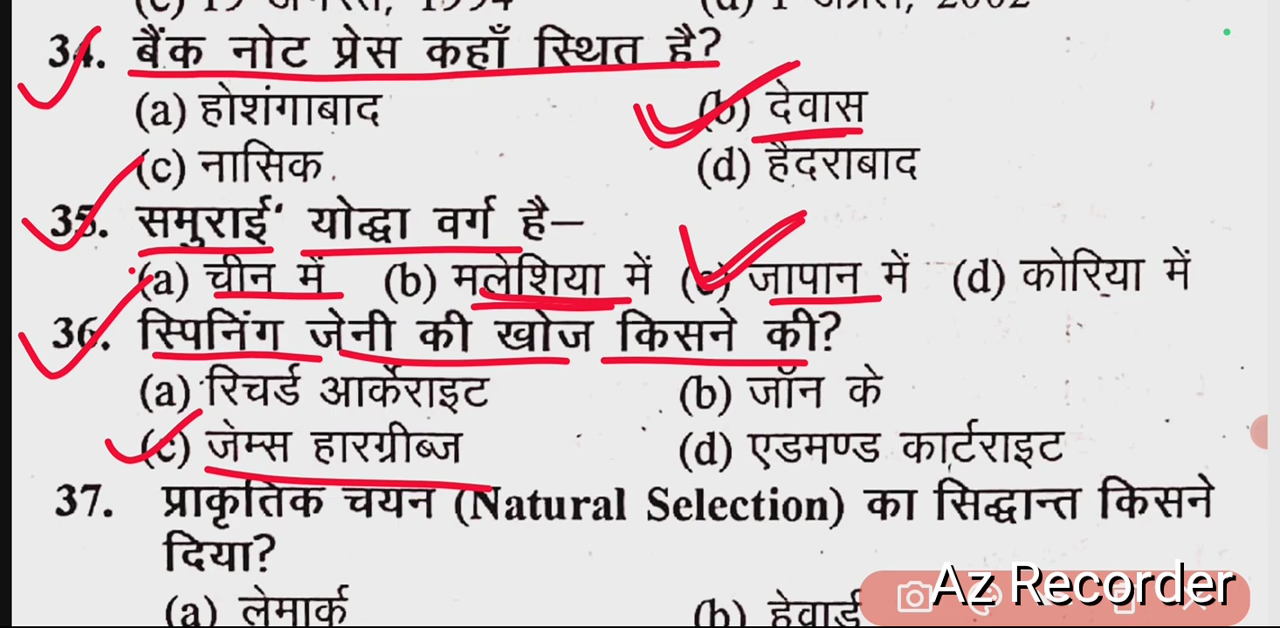 34. बैंक नोट प्रेस कहाँ स्थित है?
(a) होशंगाबाद (b) देवास
(c) नासिक (d) हैदराबाद
35. समुराई‘ योद्धा वर्ग है–
(a) चीन में (b) मलेशिया में (c) जापान में (d) कोरिया में
36. स्पिनिंग जेनी की खोज किसने की?
(a) रिचर्ड आर्केराइट (b) जॉन के
(c) जेम्स हारग्रीब्ज (d) एडमण्ड कार्टराइट
37. प्राकृतिक चयन (Natural Selection) का सिद्धान्त किसने
दिया?
(a) लेमार्क (b) हेवार्ड
Az Recorder